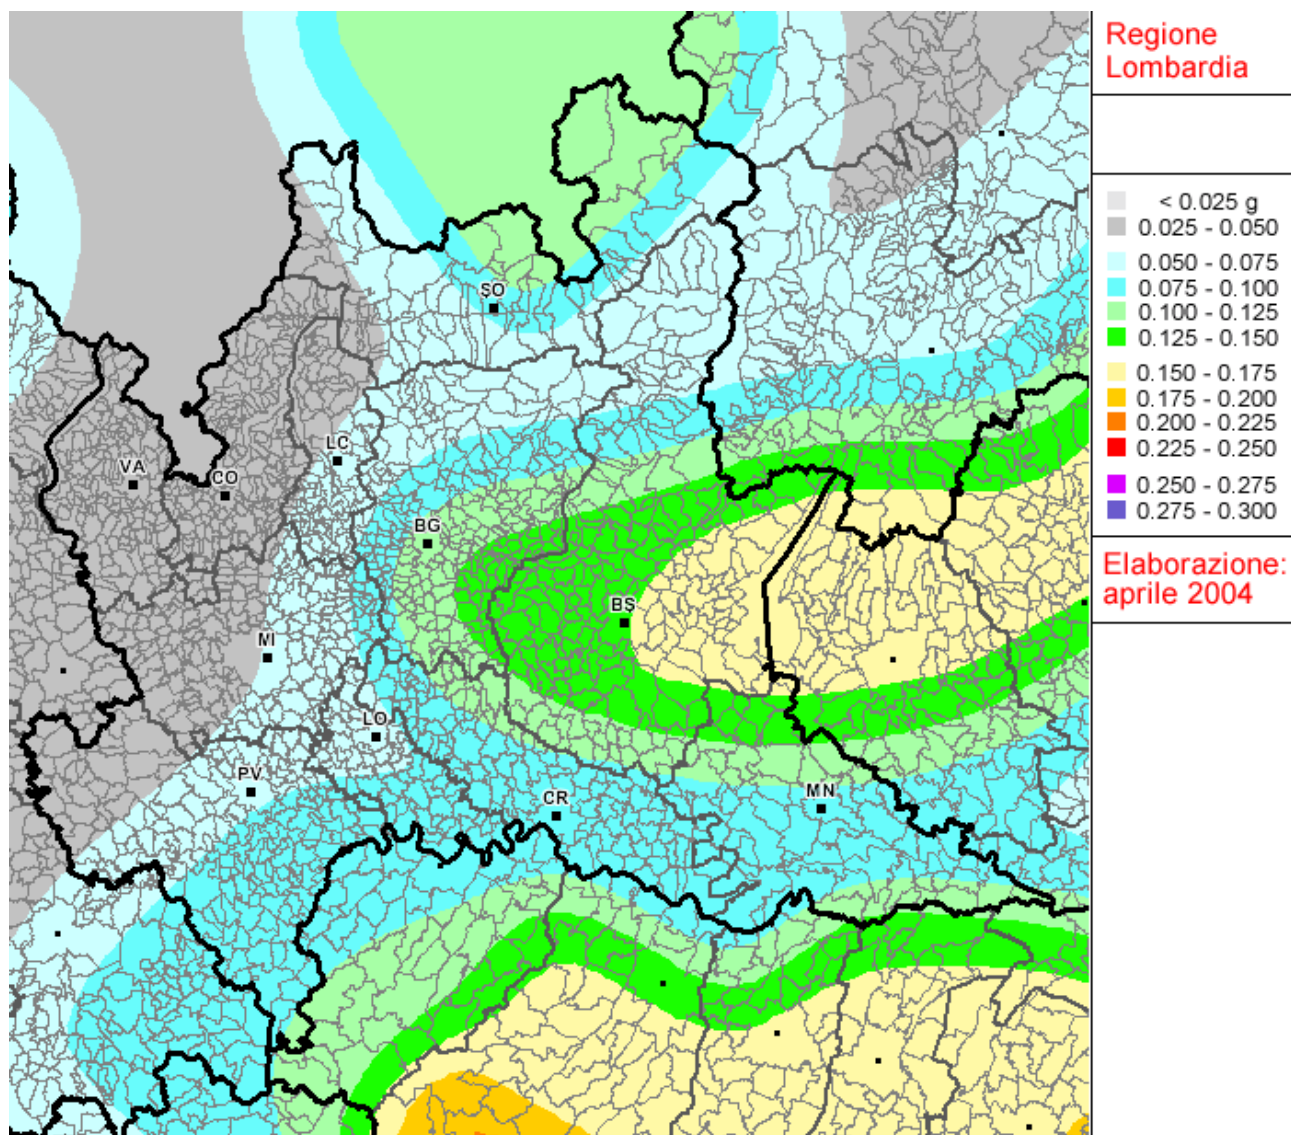 Regione
Lombardia
< 0.025 g
0.025 - 0.050
0.050 - 0.075
0.075 - 0.100
0.100 - 0.125
0.125 - 0.150
0.150 - 0.175
0.175 - 0.200
0.200 - 0.225
0.225 - 0.250
0.250 - 0.275
0.275 - 0.300
Elaborazione:
aprile 2004
SO
LC
VA
CO
BG
BS
MI
LO
PV
CR
MN